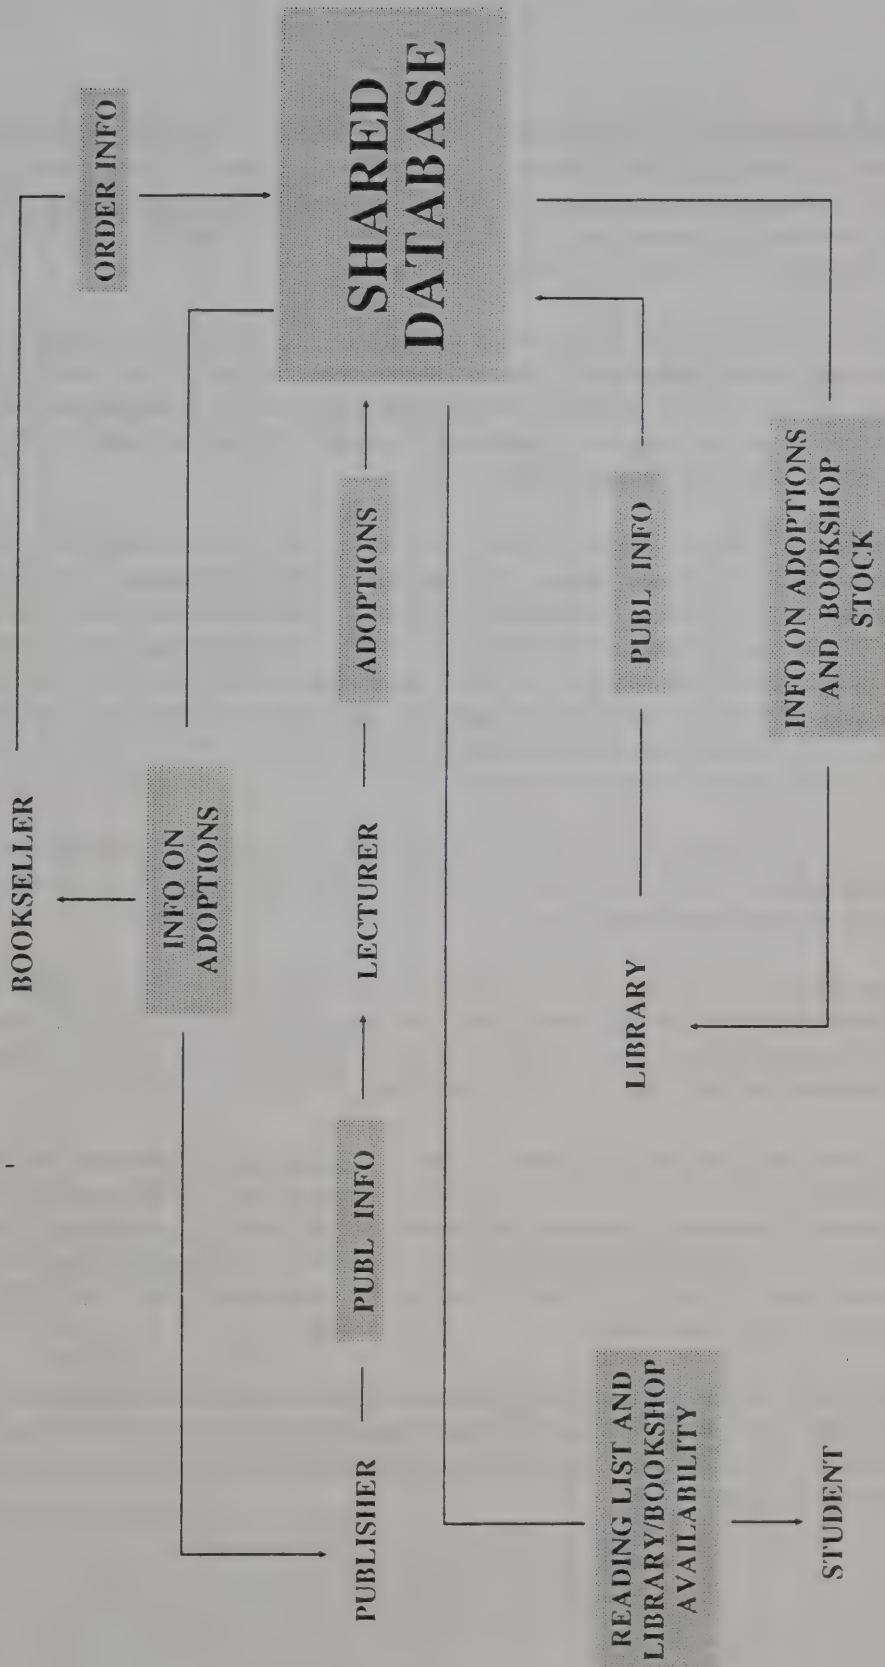 BOOKSELLER
ORDER INFO
INFO ON
ADOPTIONS
PUBLISHER
PUBL INFO
LECTURER
ADOPTIONS
SHARED
DATABASE
READING LIST AND
LIBRARY/BOOKSHOP
AVAILABILITY
STUDENT
LIBRARY
PUBL INFO
INFO ON ADOPTIONS
AND BOOKSHOP
STOCK